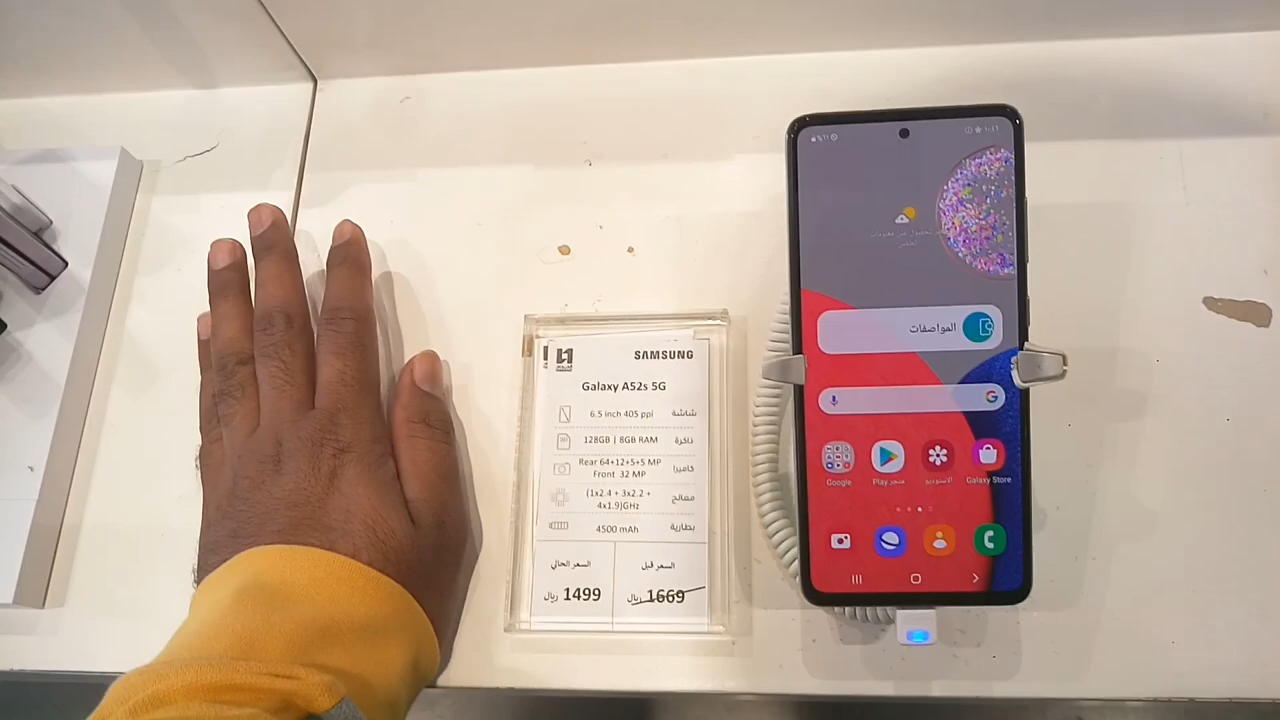 SAMSUNG
Galaxy A52s 5G
6.5 inch 405 ppi شاشة
128GB | 8GB RAM ذاكرة
Rear 64+12+5+5 MP
Front 32 MP
كاميرا
(1x2.4 + 3x2.2 +
4x1.9)GHz
معالج
4500 mAh بطارية
السعر قبل
1669 ريال
السعر الحالي
1499 ريال
١٠:٤٦
المواصفات
G
Google
متجر Play
الاستوديو
Galaxy Store